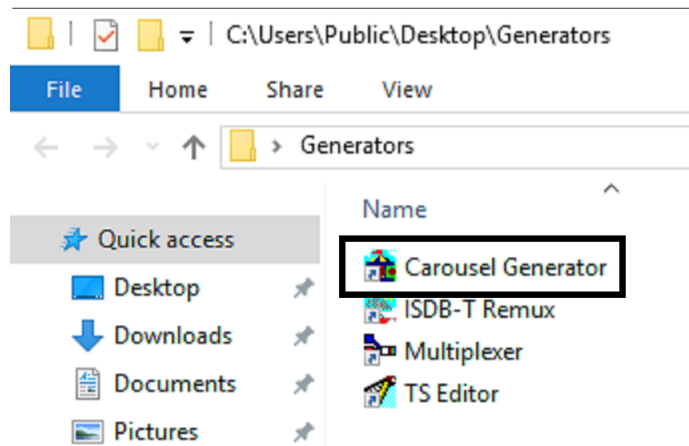 C:\Users\Public\Desktop\Generators
File Home Share View
Generators
Name
Quick access
Carousel Generator
Desktop
ISDB-T Remux
Downloads
Multiplexer
Documents
TS Editor
Pictures